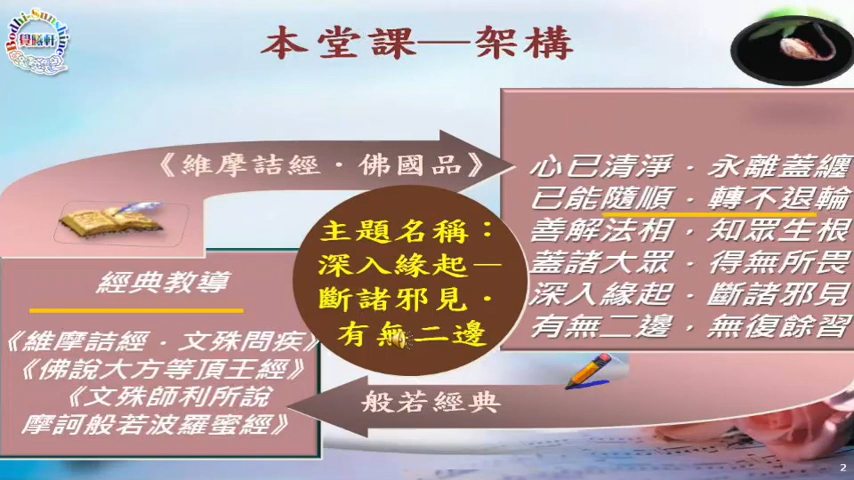 Bodhi-Sunshine
覺曦軒
本堂課—架構
《維摩詰經．佛國品》
心已清淨．永離蓋纏
已能隨順．轉不退輪
善解法相，知眾生根
蓋諸大眾．得無所畏
深入緣起．斷諸邪見
有無二邊．無復餘習
主題名稱：
深入緣起—
斷諸邪見．
有無二邊
經典教導
《維摩詰經．文殊問疾》
《佛說大方等頂王經》
《文殊師利所說
摩訶般若波羅蜜經》
般若經典
2